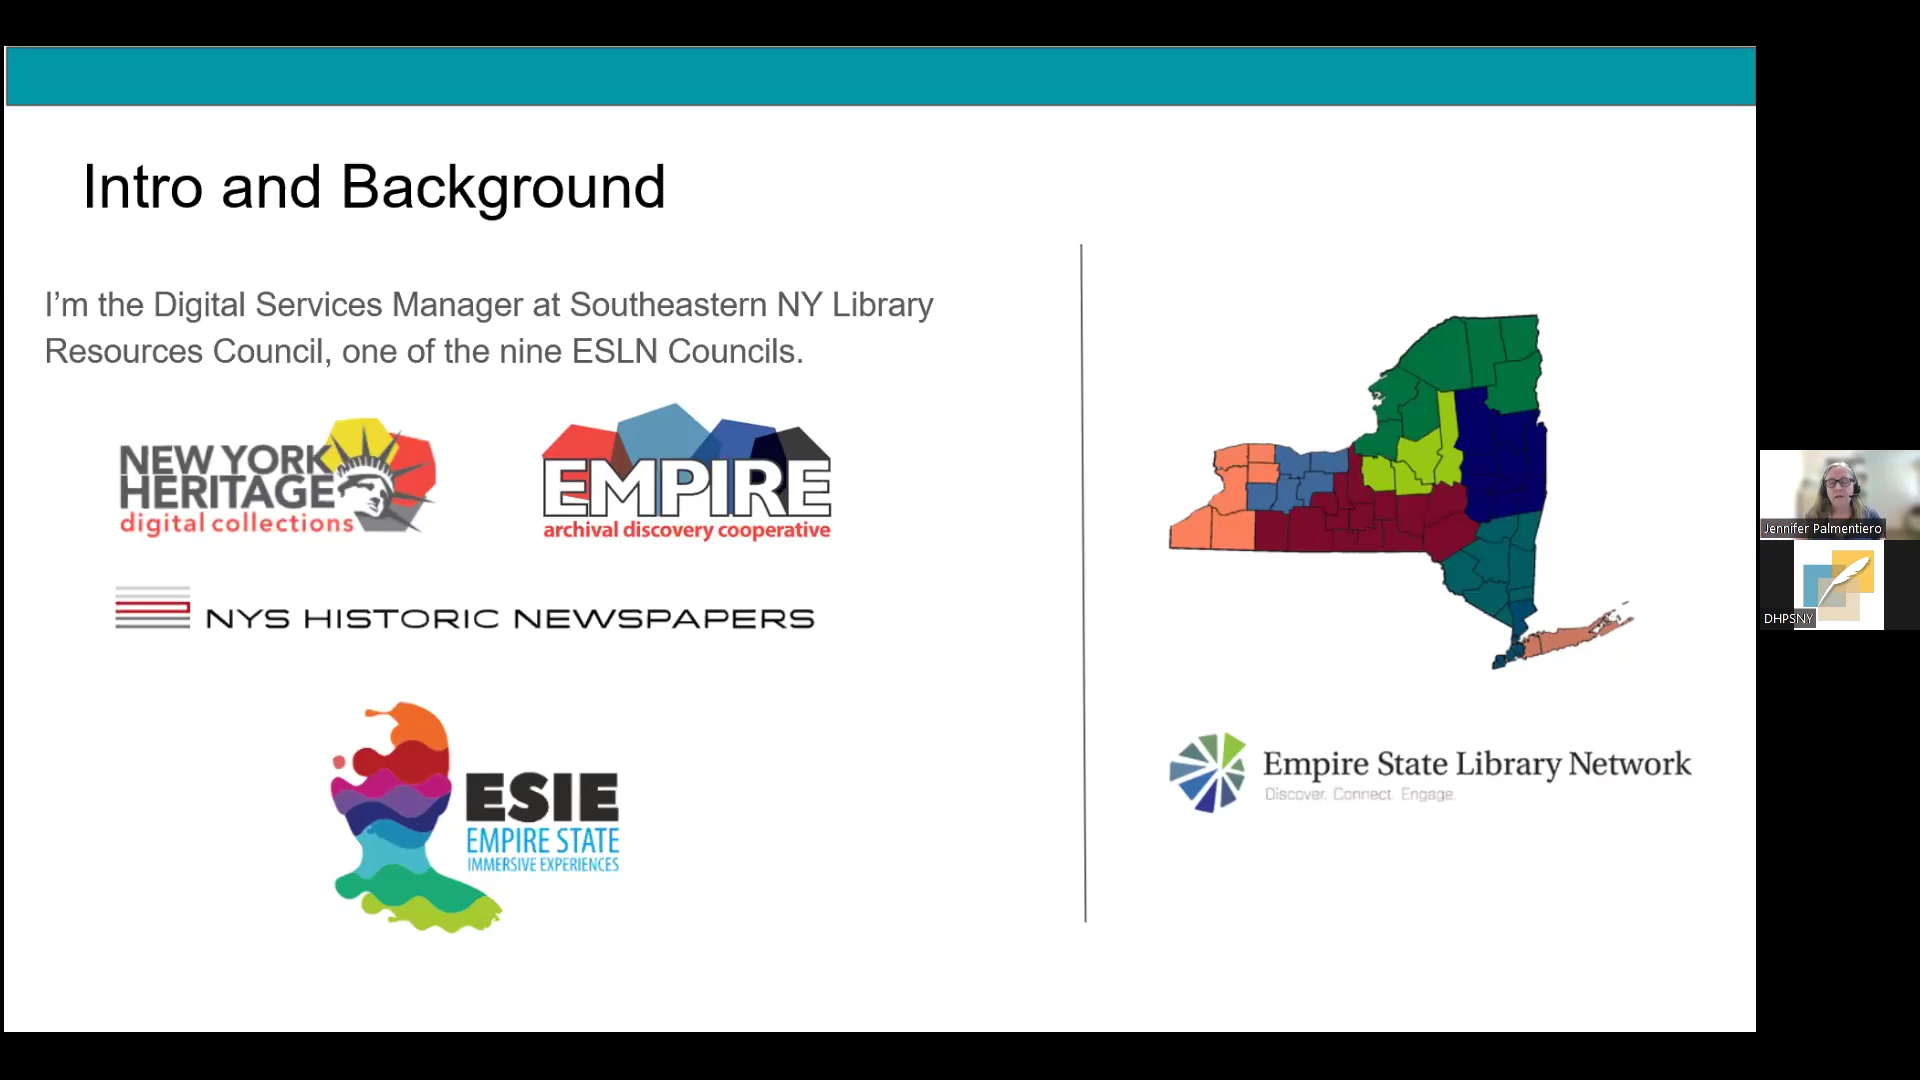 Intro and Background
I’m the Digital Services Manager at Southeastern NY Library
Resources Council, one of the nine ESLN Councils.
NEW YORK
HERITAGE
digital collections
EMPIRE
archival discovery cooperative
NYS HISTORIC NEWSPAPERS
ESIE
EMPIRE STATE
IMMERSIVE EXPERIENCES
Empire State Library Network
Discover. Connect. Engage.
Jennifer Palmentiero
DHPSNY